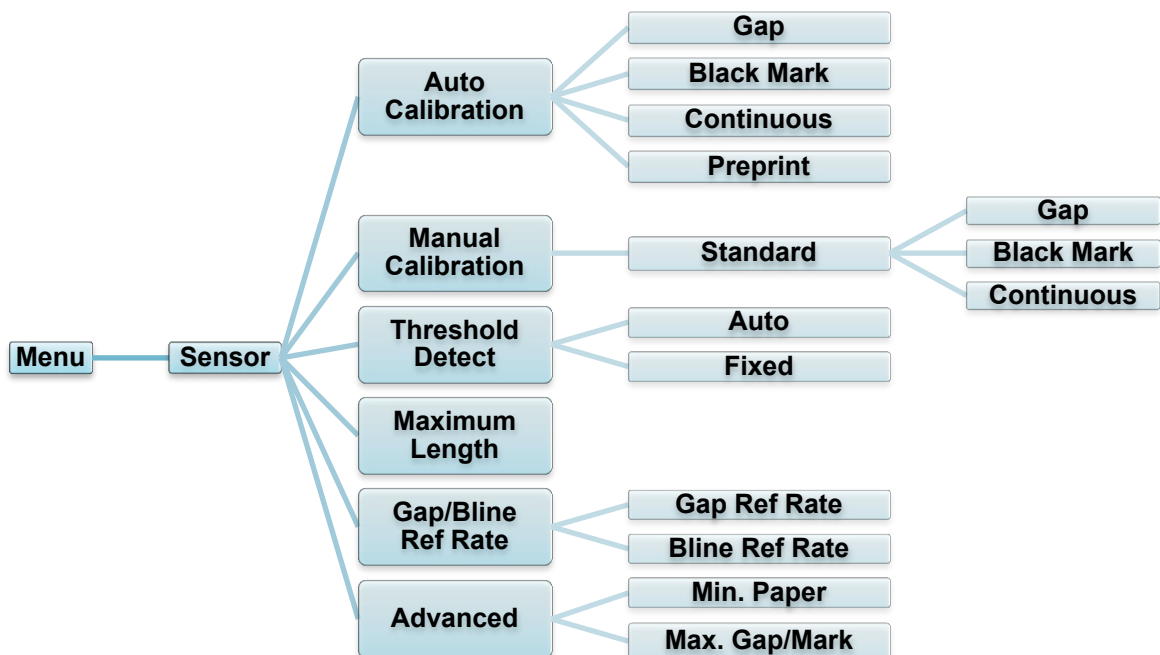 Menu
Sensor
Auto
Calibration
Gap
Black Mark
Continuous
Preprint
Manual
Calibration
Standard
Gap
Black Mark
Continuous
Threshold
Detect
Auto
Fixed
Maximum
Length
Gap/Bline
Ref Rate
Gap Ref Rate
Bline Ref Rate
Advanced
Min. Paper
Max. Gap/Mark